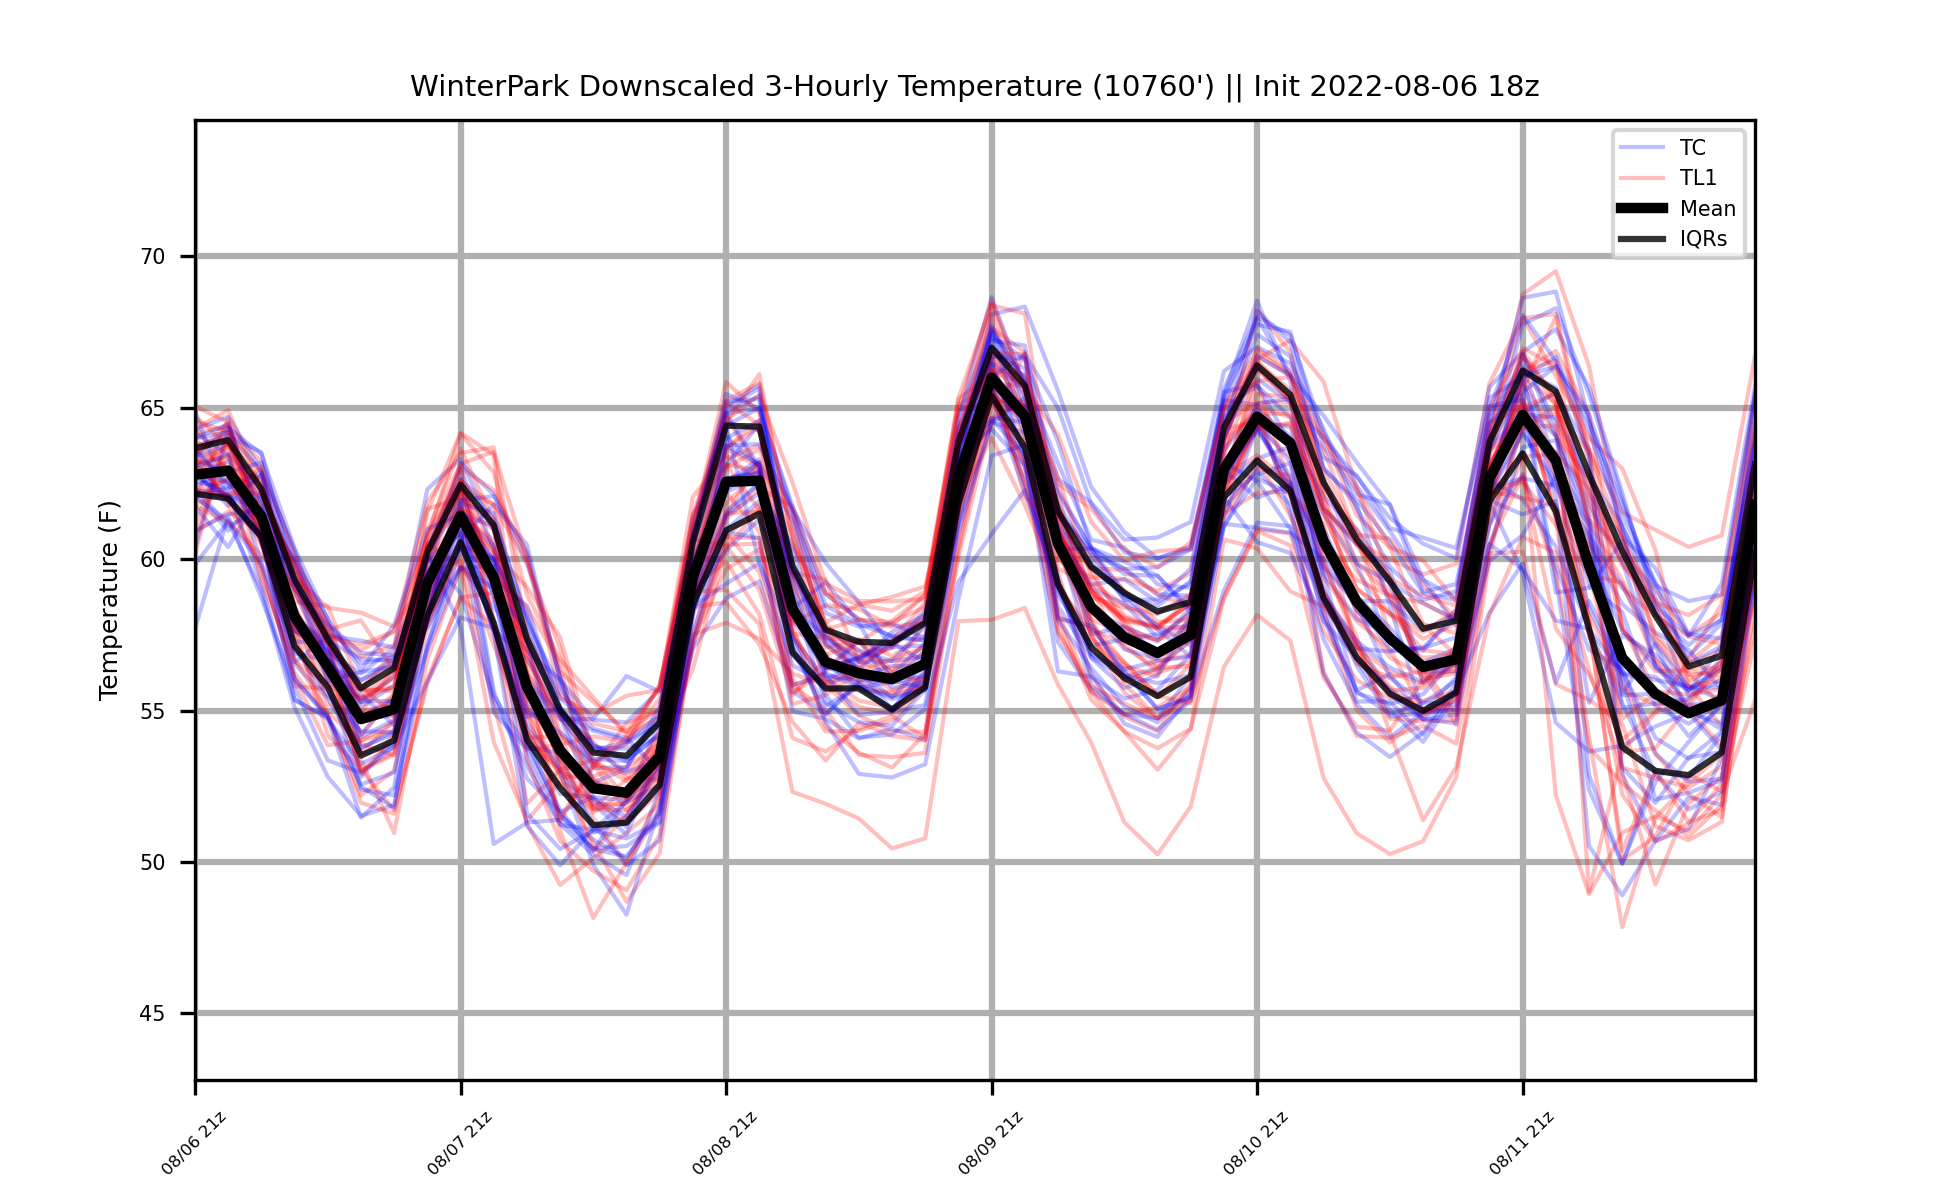 WinterPark Downscaled 3-Hourly Temperature (10760') || Init 2022-08-06 18z
TC
TL1
Mean
IQRs
Temperature (F)
70
65
60
55
50
45
08/06 21z
08/07 21z
08/08 21z
08/09 21z
08/10 21z
08/11 21z